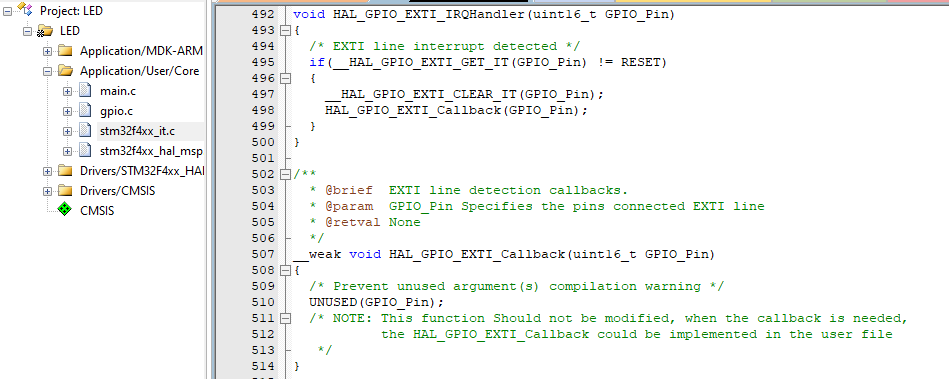 Project: LED
LED
Application/MDK-ARM
Application/User/Core
main.c
gpio.c
stm32f4xx_it.c
stm32f4xx_hal_msp
Drivers/STM32F4xx_HAL
Drivers/CMSIS
CMSIS
492 void HAL_GPIO_EXTI_IRQHandler(uint16_t GPIO_Pin)
493 {
494 /* EXTI line interrupt detected */
495 if(__HAL_GPIO_EXTI_GET_IT(GPIO_Pin) != RESET)
496 {
497 __HAL_GPIO_EXTI_CLEAR_IT(GPIO_Pin);
498 HAL_GPIO_EXTI_Callback(GPIO_Pin);
499 }
500 }
501
502 /**
503 * @brief  EXTI line detection callbacks.
504 * @param  GPIO_Pin Specifies the pins connected EXTI line
505 * @retval None
506 */
507 __weak void HAL_GPIO_EXTI_Callback(uint16_t GPIO_Pin)
508 {
509 /* Prevent unused argument(s) compilation warning */
510 UNUSED(GPIO_Pin);
511 /* NOTE: This function Should not be modified, when the callback is needed,
512 the HAL_GPIO_EXTI_Callback could be implemented in the user file
513 */
514 }